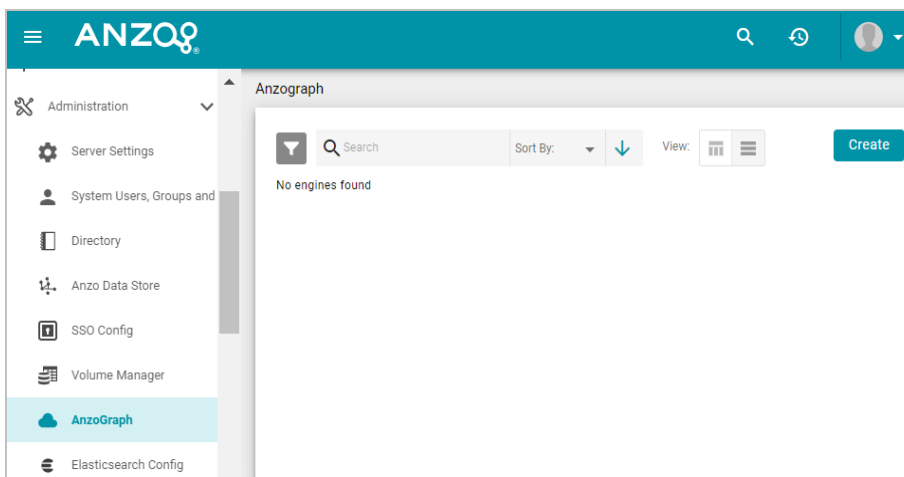 ANZO®
Administration
Server Settings
System Users, Groups and
Directory
Anzo Data Store
SSO Config
Volume Manager
AnzoGraph
Elasticsearch Config
Anzograph
Search
Sort By:
View:
Create
No engines found